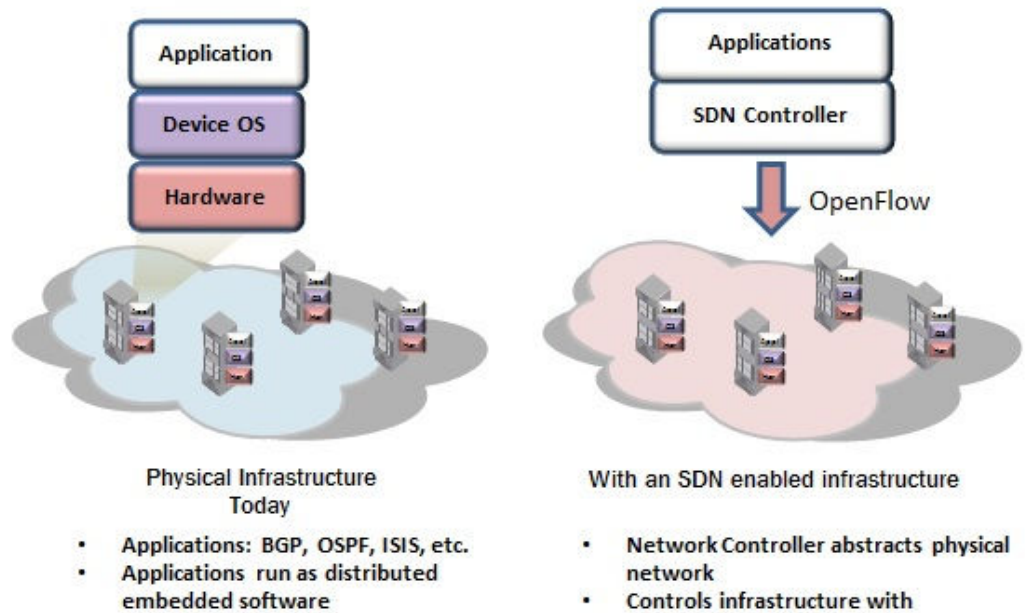 Application
Device OS
Hardware
Physical Infrastructure
Today
• Applications: BGP, OSPF, ISIS, etc.
• Applications run as distributed
embedded software
Applications
SDN Controller
OpenFlow
With an SDN enabled infrastructure
• Network Controller abstracts physical
network
• Controls infrastructure with